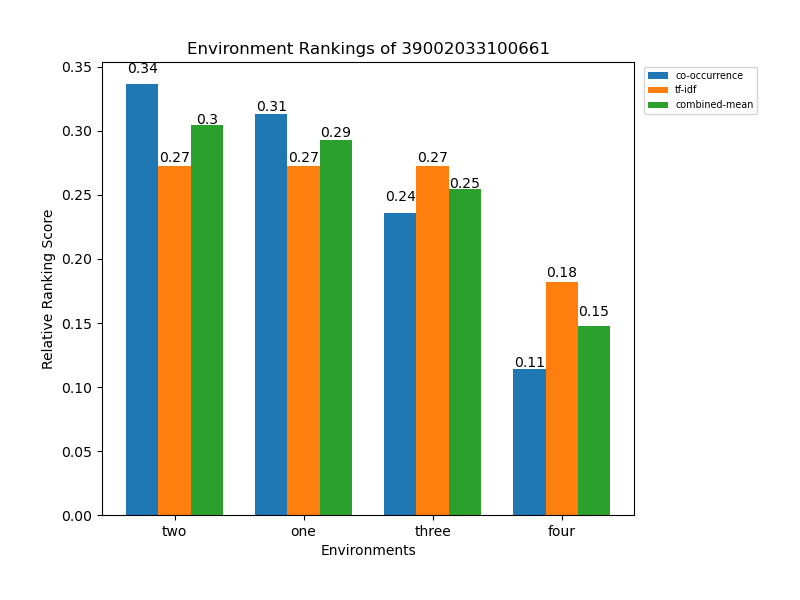 Environment Rankings of 39002033100661
co-occurrence
tf-idf
combined-mean
Relative Ranking Score
0.35
0.30
0.25
0.20
0.15
0.10
0.05
0.00
0.34
0.27
0.3
0.31
0.27
0.29
0.24
0.27
0.25
0.11
0.18
0.15
two
one
three
four
Environments